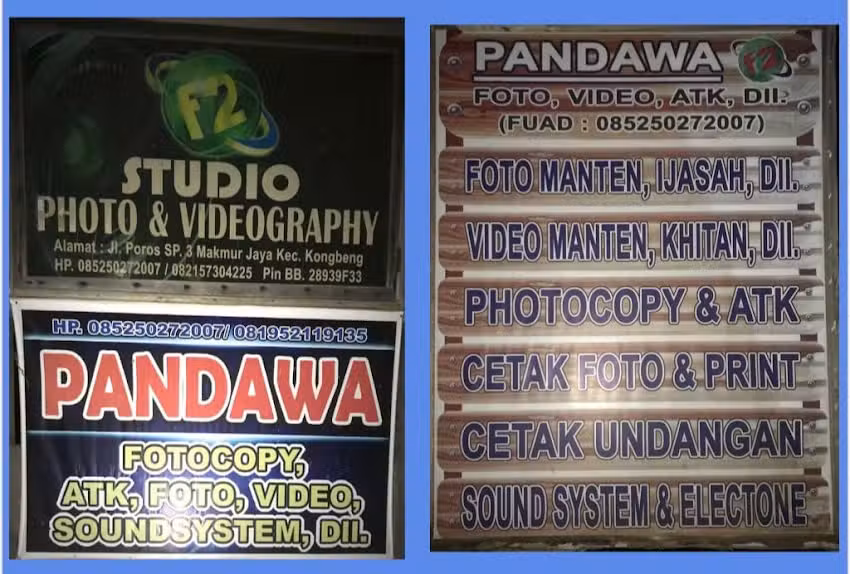 F2
STUDIO
PHOTO & VIDEOGRAPHY
Alamat : Jl. Poros SP. 3 Makmur Jaya Kec. Kongbeng
HP. 085250272007 / 082157304225 Pin BB. 28939F33
HP. 085250272007/ 081952119135
PANDAWA
FOTOCOPY,
ATK, FOTO, VIDEO,
SOUNDSYSTEM, Dll.
PANDAWA F2
FOTO, VIDEO, ATK, Dll.
(FUAD : 085250272007)
FOTO MANTEN, IJASAH, Dll.
VIDEO MANTEN, KHITAN, Dll.
PHOTOCOPY & ATK
CETAK FOTO & PRINT
CETAK UNDANGAN
SOUND SYSTEM & ELECTONE